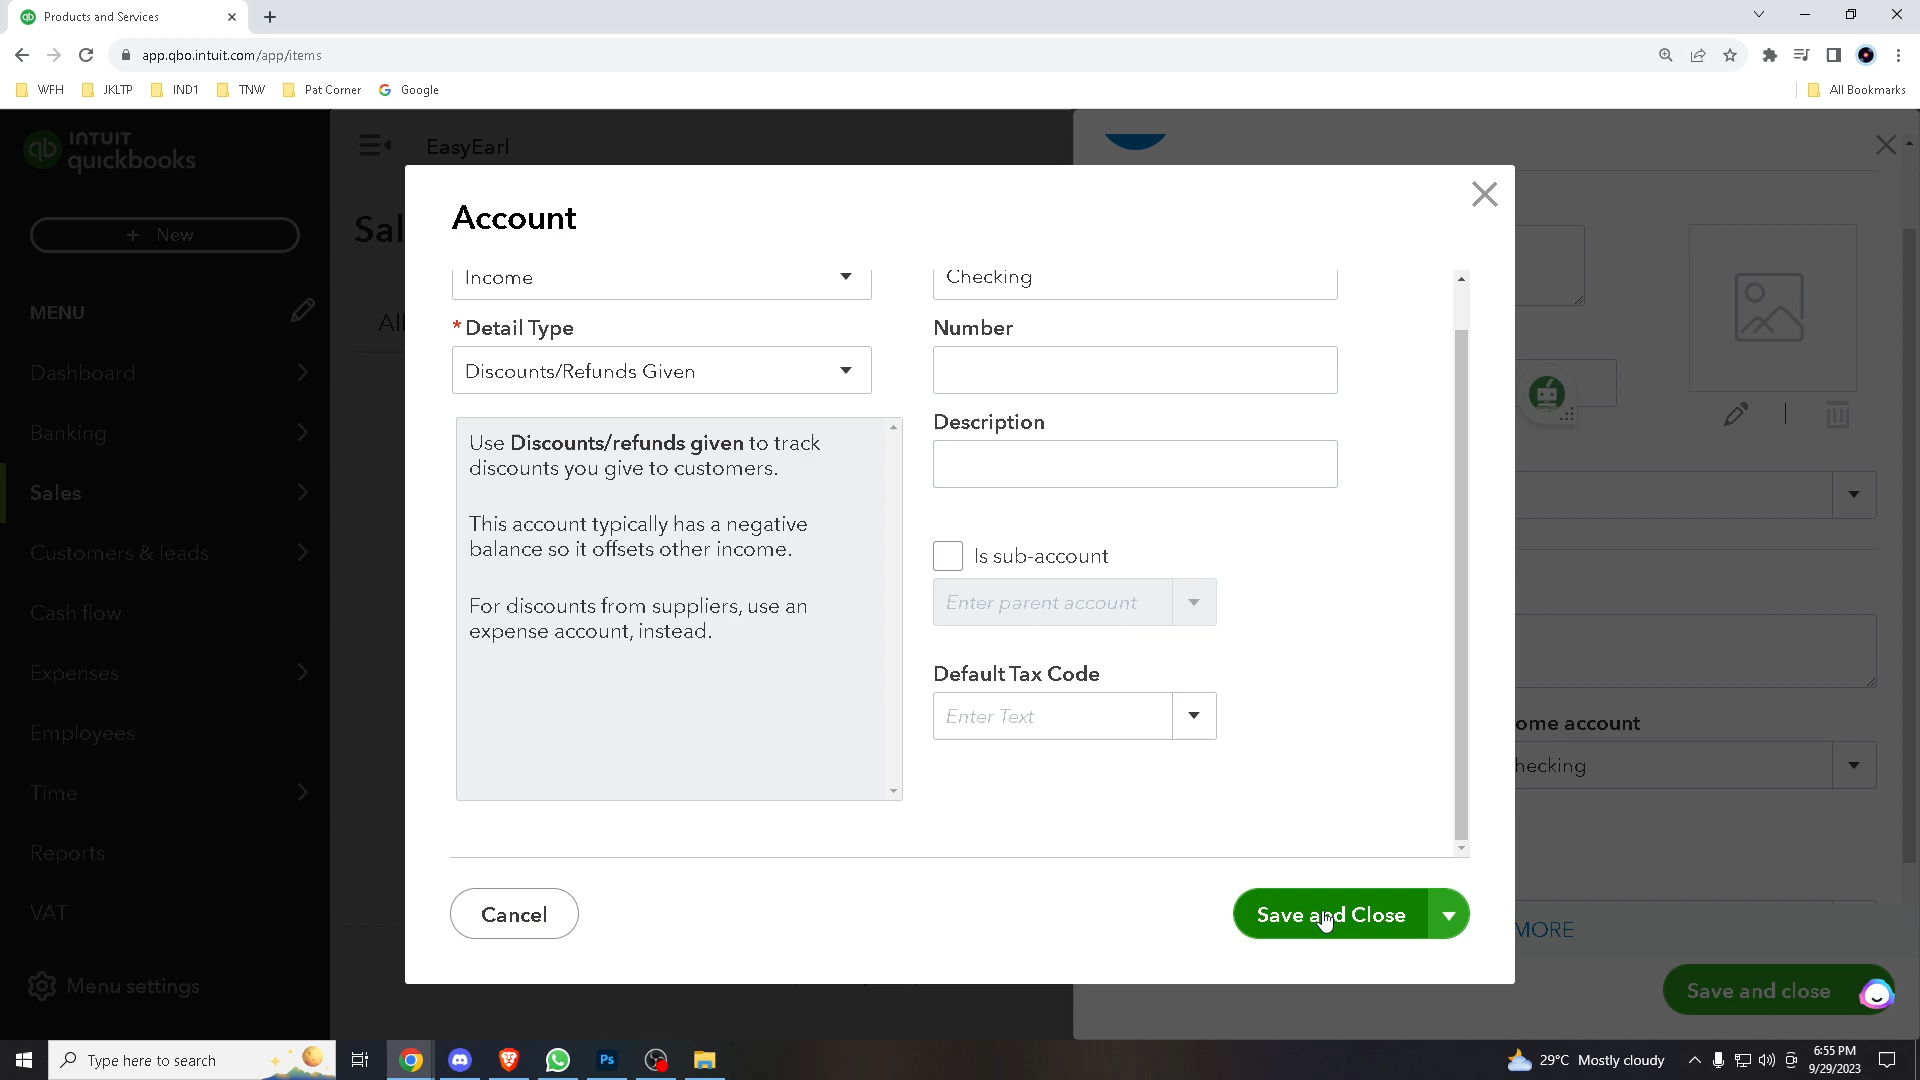 Products and Services
app.qbo.intuit.com/app/items
WFH
JKLTP
IND1
TNW
Pat Corner
Google
All Bookmarks
INTUIT
quickbooks
EasyEarl
+ New
Sal
MENU
All
Dashboard
Banking
Sales
Customers & leads
Cash flow
Expenses
Employees
Time
Reports
VAT
Menu settings
Account
Income
Checking
* Detail Type
Number
Discounts/Refunds Given
Description
Use Discounts/refunds given to track
discounts you give to customers.
This account typically has a negative
balance so it offsets other income.
For discounts from suppliers, use an
expense account, instead.
Is sub-account
Enter parent account
Default Tax Code
Enter Text
Cancel
Save and Close
ome account
hecking
MORE
Save and close
Type here to search
29°C Mostly cloudy
6:55 PM
9/29/2023